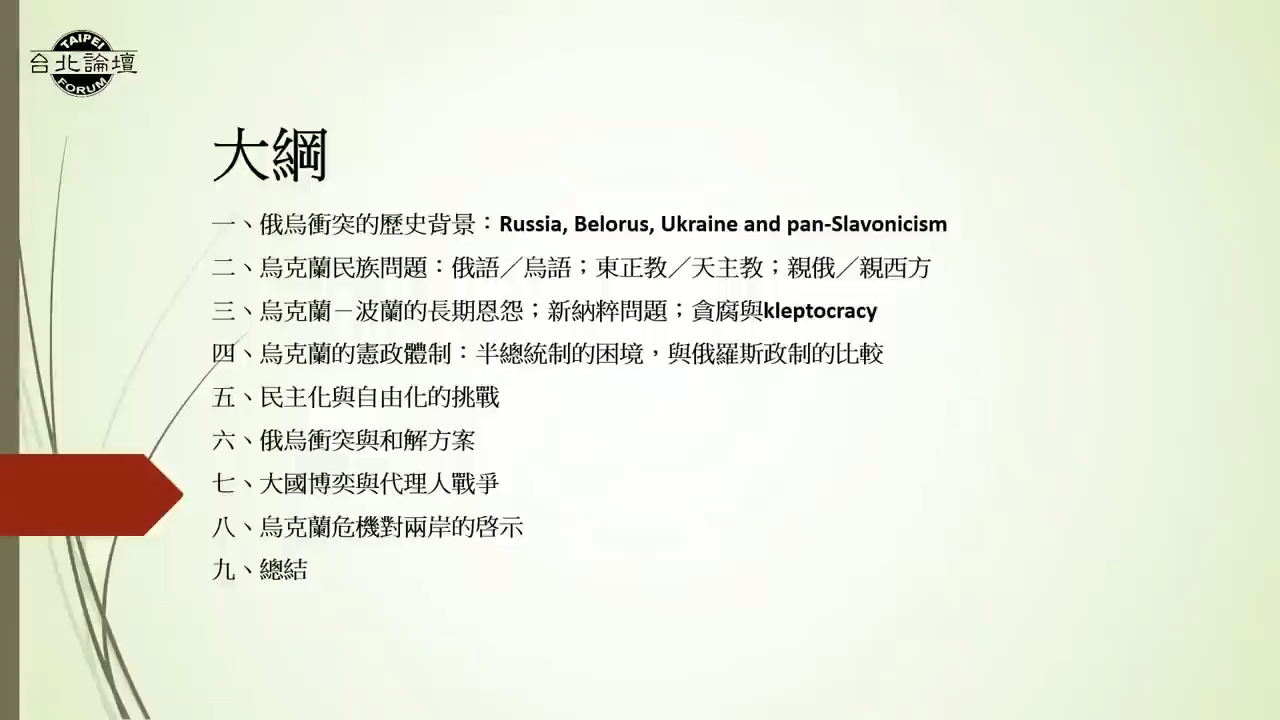 TAIPEI
台北論壇
FORUM
大綱
一、俄烏衝突的歷史背景：Russia, Belorus, Ukraine and pan-Slavonicism
二、烏克蘭民族問題：俄語／烏語；東正教／天主教；親俄／親西方
三、烏克蘭－波蘭的長期恩怨；新納粹問題；貪腐與kleptocracy
四、烏克蘭的憲政體制：半總統制的困境，與俄羅斯政制的比較
五、民主化與自由化的挑戰
六、俄烏衝突與和解方案
七、大國博奕與代理人戰爭
八、烏克蘭危機對兩岸的啓示
九、總結